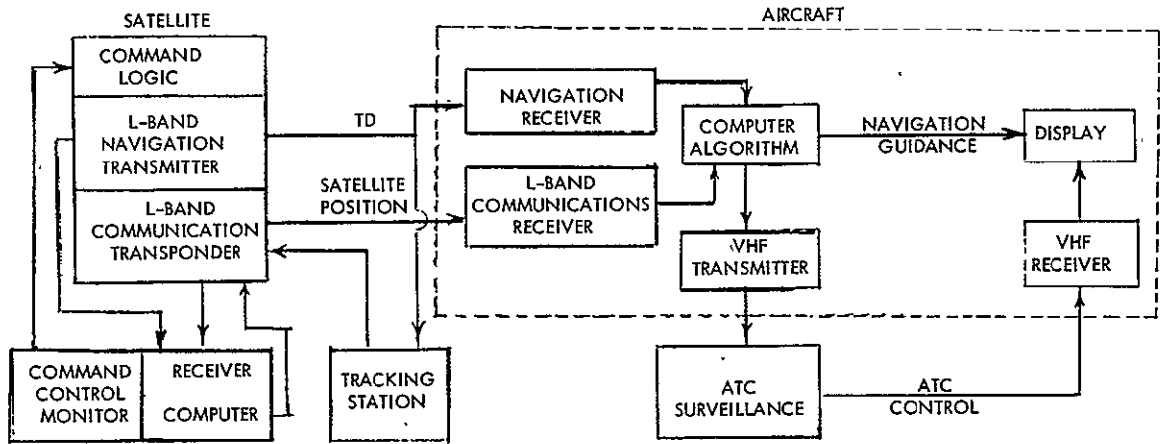 SATELLITE
COMMAND
LOGIC
L-BAND
NAVIGATION
TRANSMITTER
L-BAND
COMMUNICATION
TRANSPONDER
COMMAND
CONTROL
MONITOR
RECEIVER
COMPUTER
TD
SATELLITE
POSITION
TRACKING
STATION
AIRCRAFT
NAVIGATION
RECEIVER
L-BAND
COMMUNICATIONS
RECEIVER
COMPUTER
ALGORITHM
NAVIGATION
GUIDANCE
DISPLAY
VHF
TRANSMITTER
VHF
RECEIVER
ATC
SURVEILLANCE
ATC
CONTROL